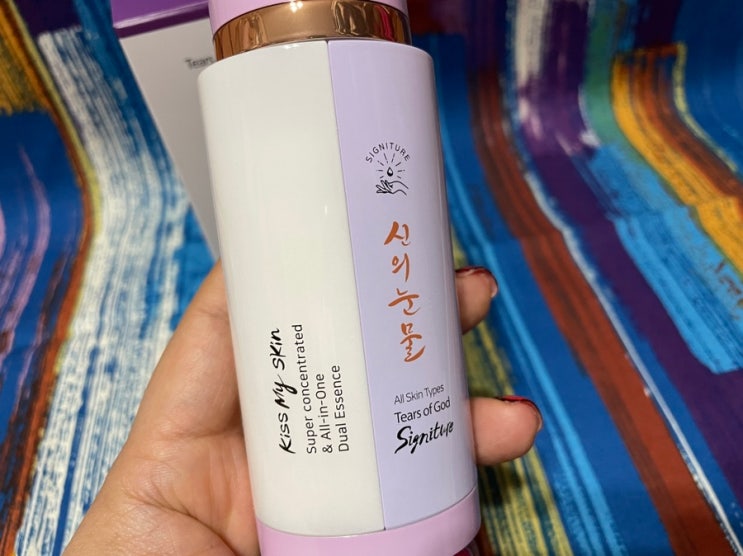 Tears
SIGNITURE
신의눈물
All Skin Types
Tears of God
Signiture
Kiss My Skin
Super concentrated
& All-in-One
Dual Essence